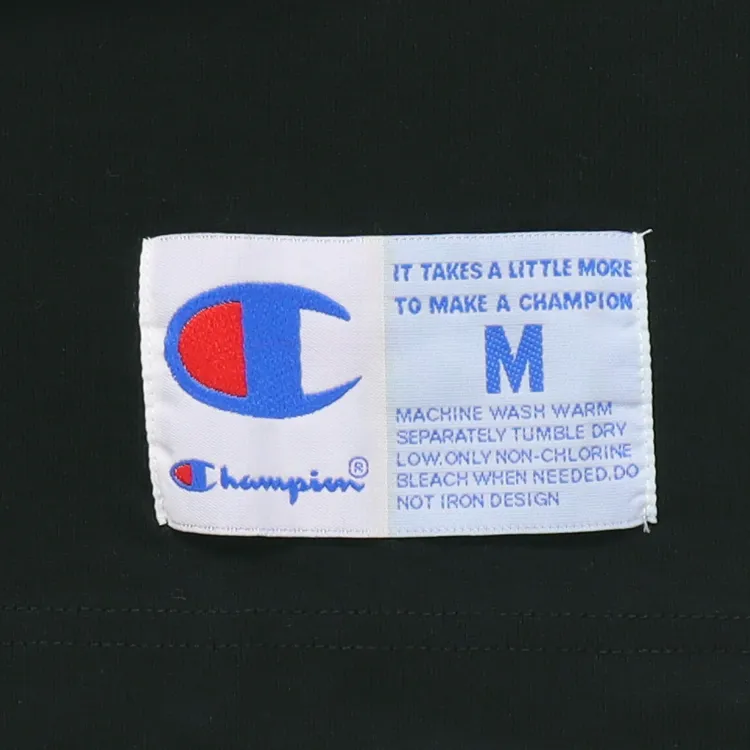 Champion®
IT TAKES A LITTLE MORE
TO MAKE A CHAMPION
M
MACHINE WASH WARM
SEPARATELY TUMBLE DRY
LOW. ONLY NON-CHLORINE
BLEACH WHEN NEEDED. DO
NOT IRON DESIGN